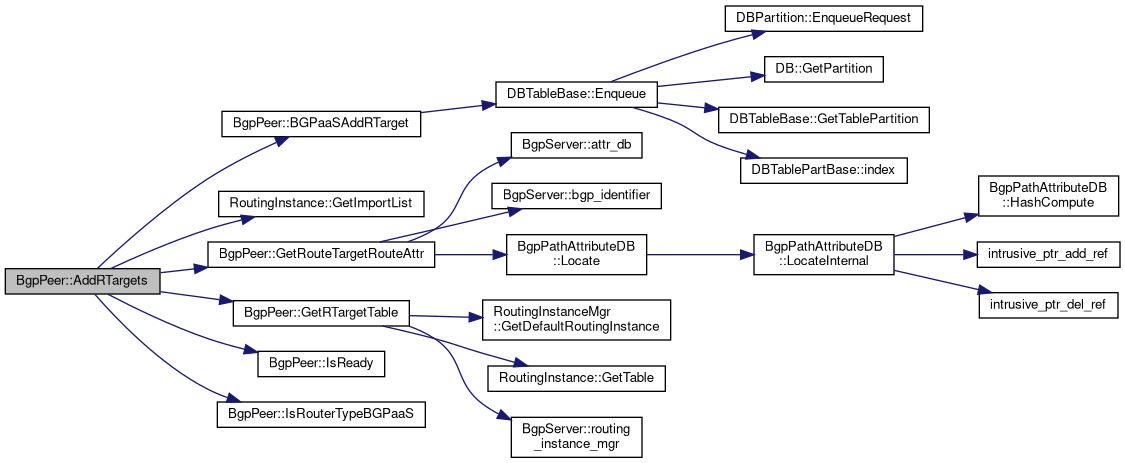 BgpPeer::AddRTargets
BgpPeer::BGPaaSAddRTarget
RoutingInstance::GetImportList
BgpPeer::GetRouteTargetRouteAttr
BgpPeer::GetRTargetTable
BgpPeer::IsReady
BgpPeer::IsRouterTypeBGPaaS
DBTableBase::Enqueue
BgpServer::attr_db
BgpServer::bgp_identifier
BgpPathAttributeDB
::Locate
RoutingInstanceMgr
::GetDefaultRoutingInstance
RoutingInstance::GetTable
BgpServer::routing
_instance_mgr
DBPartition::EnqueueRequest
DB::GetPartition
DBTableBase::GetTablePartition
DBTablePartBase::index
BgpPathAttributeDB
::LocateInternal
BgpPathAttributeDB
::HashCompute
intrusive_ptr_add_ref
intrusive_ptr_del_ref